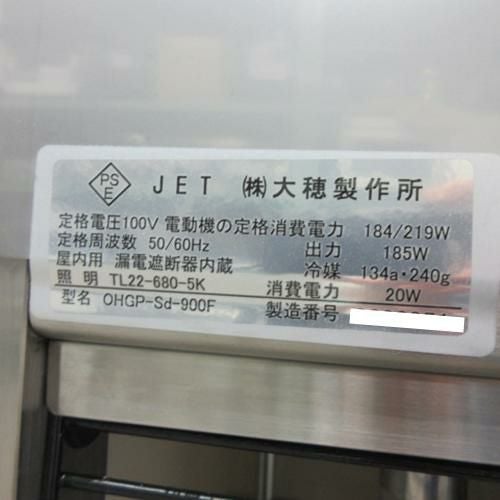 PS
E
JET (株)大穂製作所
定格電圧100V 電動機の定格消費電力 184/219W
定格周波数 50/60Hz 出力 185W
屋内用 漏電遮断器内蔵 冷媒 134a・240g
照明 TL22-680-5K 消費電力 20W
型名 OHGP-Sd-900F 製造番号